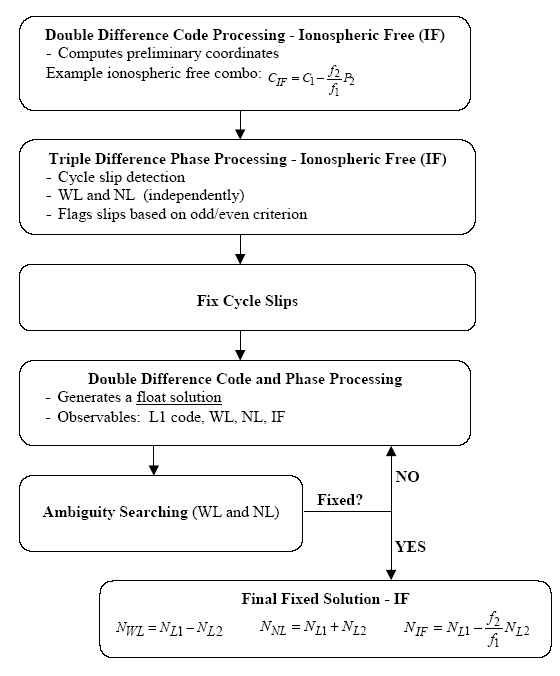 Double Difference Code Processing - Ionospheric Free (IF)
- Computes preliminary coordinates
Example ionospheric free combo: C_IF = C_1 - f_2/f_1 P_2
Triple Difference Phase Processing - Ionospheric Free (IF)
- Cycle slip detection
- WL and NL (independently)
- Flags slips based on odd/even criterion
Fix Cycle Slips
Double Difference Code and Phase Processing
- Generates a float solution
- Observables: L1 code, WL, NL, IF
Ambiguity Searching (WL and NL)
Fixed?
NO
YES
Final Fixed Solution - IF
N_WL = N_L1 - N_L2 N_NL = N_L1 + N_L2 N_IF = N_L1 - f_2/f_1 N_L2